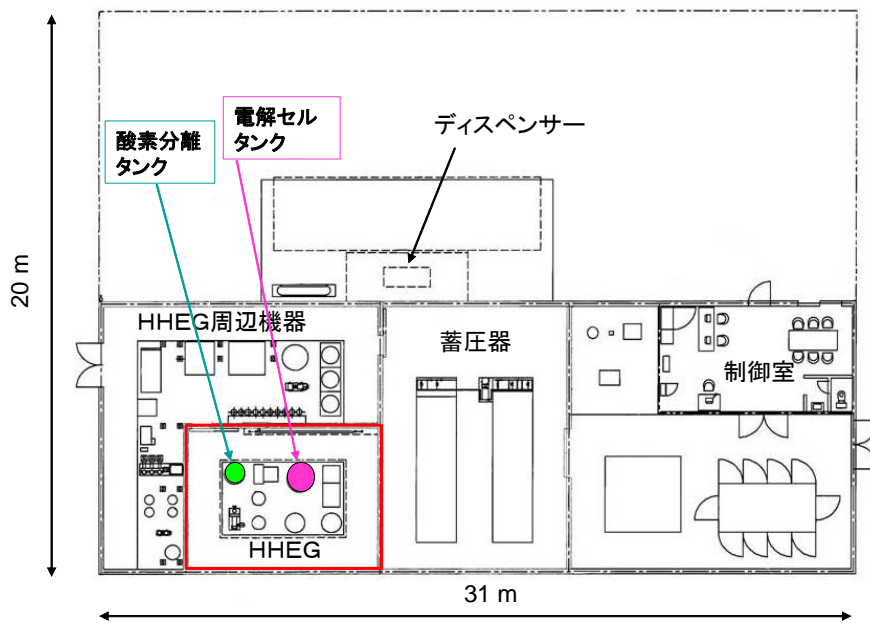 酸素分離
タンク
電解セル
タンク
ディスペンサー
20 m
HHEG周辺機器
蓄圧器
制御室
HHEG
31 m